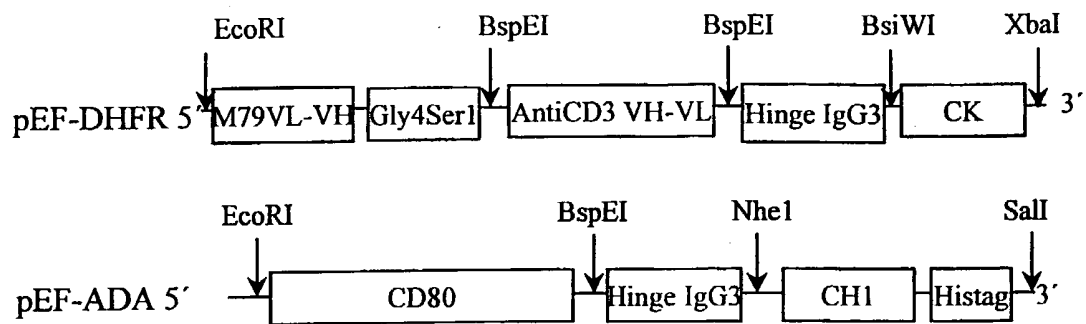 EcoRI BspEI BspEI BsiWI XbaI
pEF-DHFR 5´ M79VL-VH Gly4Ser1 AntiCD3 VH-VL Hinge IgG3 CK 3´
EcoRI BspEI Nhe1 SalI
pEF-ADA 5´ CD80 Hinge IgG3 CH1 Histag 3´